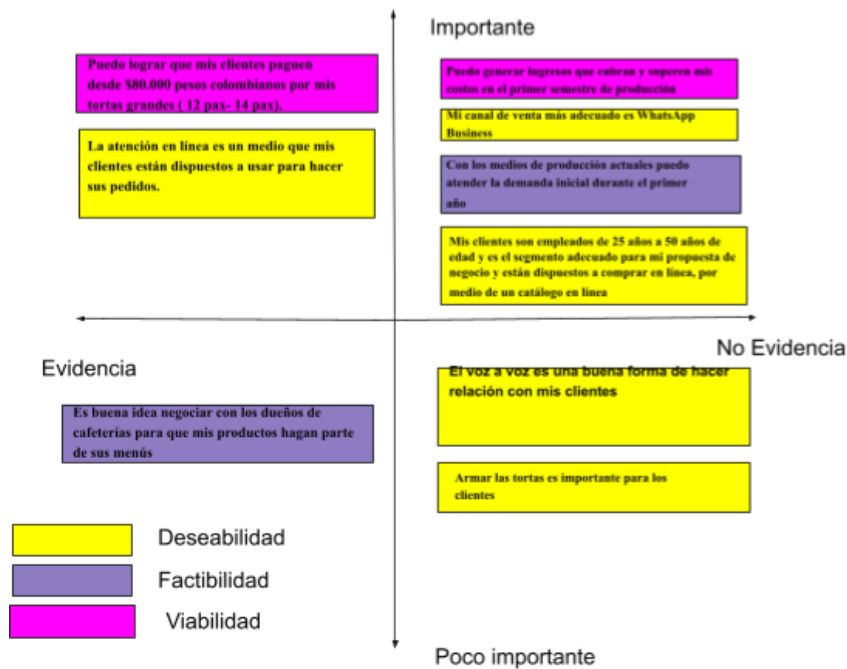 Importante
Puedo lograr que mis clientes paguen
desde $80.000 pesos colombianos por mis
tortas grandes ( 12 pax- 14 pax).
La atención en línea es un medio que mis
clientes están dispuestos a usar para hacer
sus pedidos.
Puedo generar ingresos que cubran y superen mis
costos en el primer semestre de producción
Mi canal de venta más adecuado es WhatsApp
Business
Con los medios de producción actuales puedo
atender la demanda inicial durante el primer
año
Mis clientes son empleados de 25 años a 50 años de
edad y es el segmento adecuado para mi propuesta de
negocio y están dispuestos a comprar en línea, por
medio de un catálogo en línea
No Evidencia
Evidencia
El voz a voz es una buena forma de hacer
relación con mis clientes
Es buena idea negociar con los dueños de
cafeterías para que mis productos hagan parte
de sus menús
Armar las tortas es importante para los
clientes
Deseabilidad
Factibilidad
Viabilidad
Poco importante